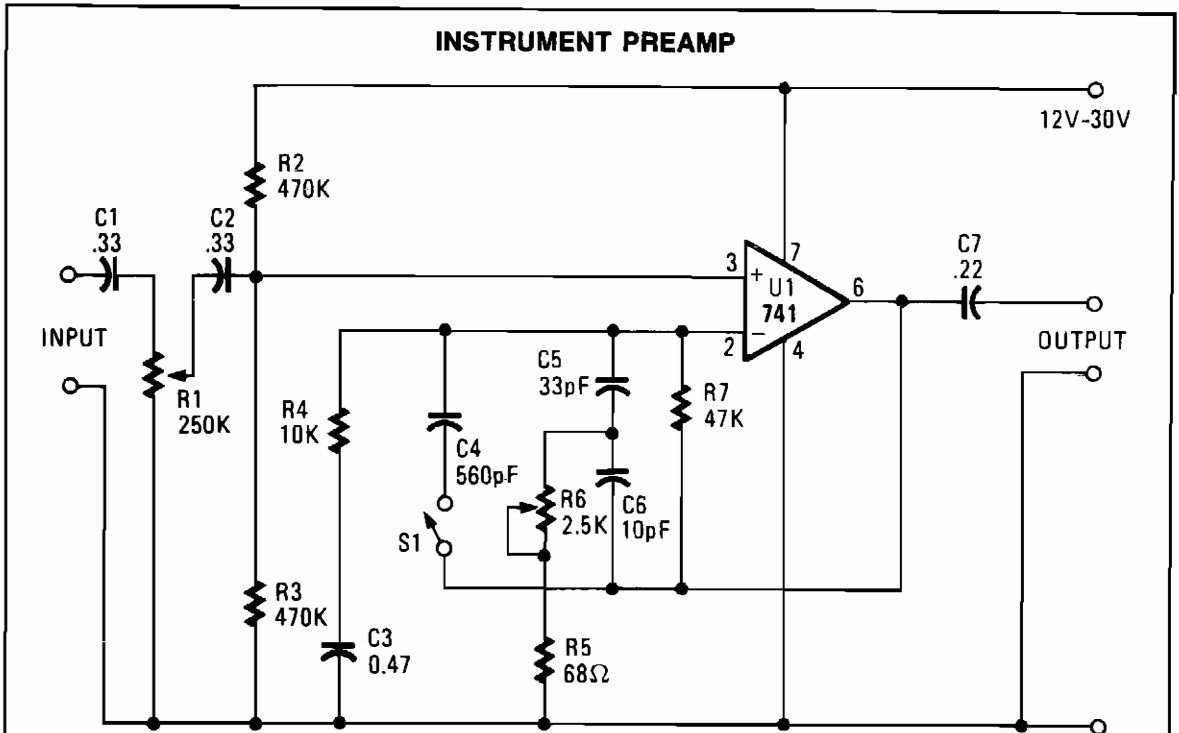 INSTRUMENT PREAMP
12V-30V
R2
470K
C1
.33
C2
.33
3
+
7
U1
741
6
C7
.22
INPUT
2
−
4
OUTPUT
R1
250K
R4
10K
C4
560pF
C5
33pF
R7
47K
S1
R6
2.5K
C6
10pF
R3
470K
C3
0.47
R5
68Ω